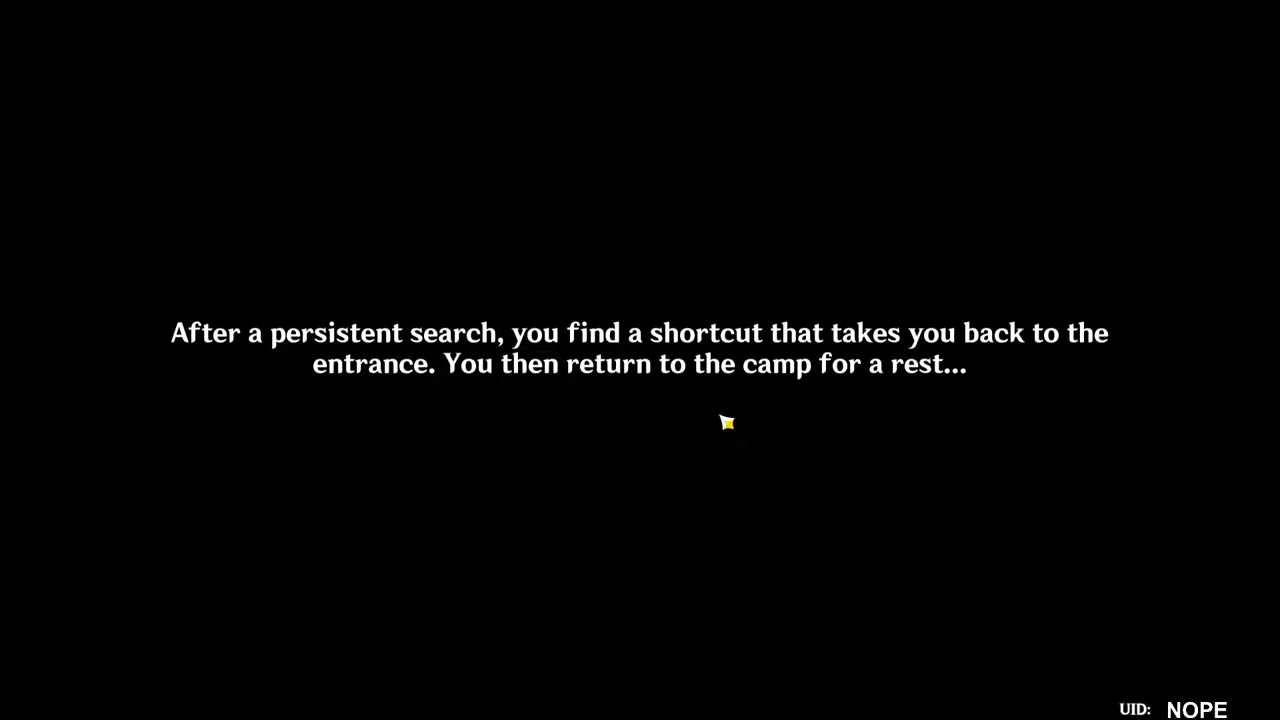 After a persistent search, you find a shortcut that takes you back to the
entrance. You then return to the camp for a rest...
UID: NOPE